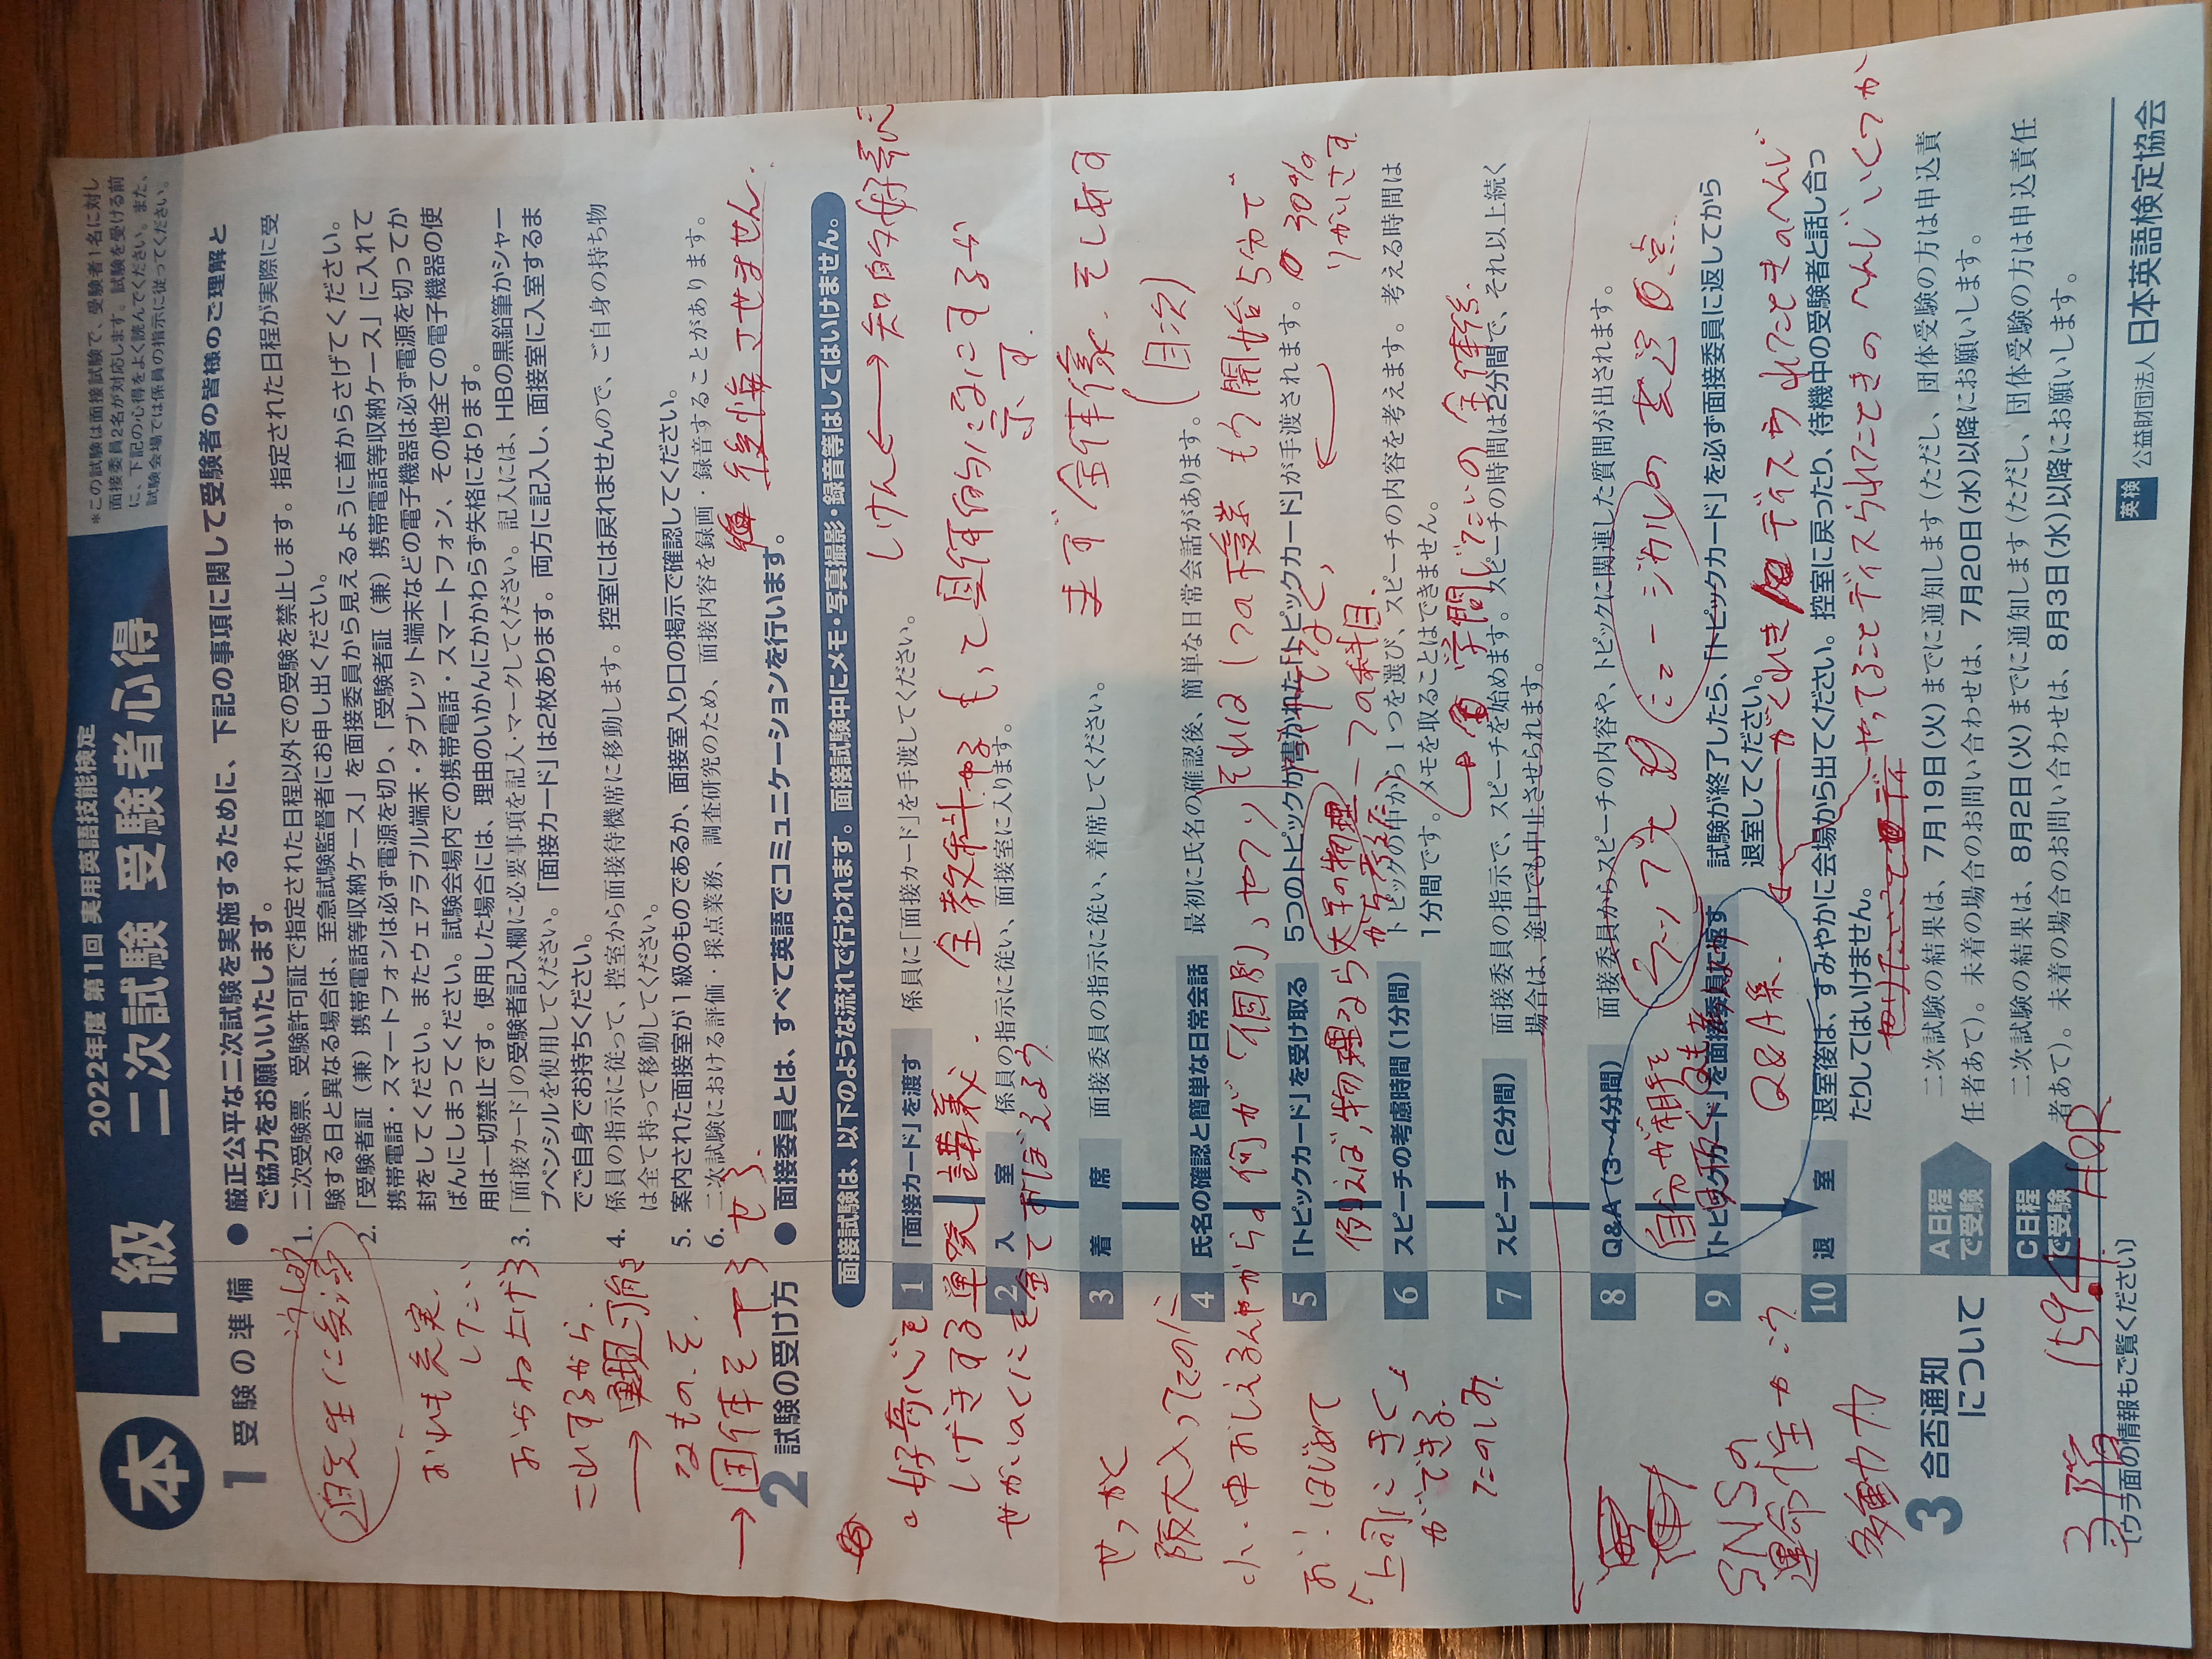 本
1級
2022年度 第1回 実用英語技能検定
二次試験 受験者心得
*この試験は面接試験で、受験者1名に対し
面接委員2名が対応します。試験を受ける前
に、下記の心得をよく読んでください。また、
試験会場では係員の指示に従ってください。
1 受験の準備
● 厳正公平な二次試験を実施するために、下記の事項に関して受験者の皆様のご理解と
ご協力をお願いいたします。
1. 二次受験票、受験許可証で指定された日程以外での受験を禁止します。指定された日程が実際に受
験する日と異なる場合は、至急試験監督者にお申し出ください。
2. 「受験者証（兼）携帯電話等収納ケース」を面接委員から見えるように首からさげてください。
携帯電話・スマートフォンは必ず電源を切り、「受験者証（兼）携帯電話等収納ケース」に入れて
封をしてください。またウェアラブル端末・タブレット端末などの電子機器は必ず電源を切ってか
ばんにしまってください。試験会場内での携帯電話・スマートフォン、その他全ての電子機器の使
用は一切禁止です。使用した場合には、理由のいかんにかかわらず失格になります。
3. 「面接カード」の受験者記入欄に必要事項を記入・マークしてください。記入には、HBの黒鉛筆かシャー
プペンシルを使用してください。「面接カード」は2枚あります。両方に記入し、面接室に入室するま
でご自身でお持ちください。
4. 係員の指示に従って、控室から面接待機席に移動します。控室には戻れませんので、ご自身の持ち物
は全て持って移動してください。
5. 案内された面接室が1級のものであるか、面接室入り口の掲示で確認してください。
6. 二次試験における評価・採点業務、調査研究のため、面接内容を録画・録音することがあります。
こうしょう
先生に交渉
おれも充実
したい
おかね上げろ
これするから
→ 実現可能
なものを
→ 団体をやらせろ
後悔させません.
2 試験の受け方
● 面接委員とは、すべて英語でコミュニケーションを行います。
面接試験は、以下のような流れで行われます。面接試験中にメモ・写真撮影・録音等はしてはいけません。
しけん ←→ 知的好奇心
1 「面接カード」を渡す 係員に「面接カード」を手渡してください。
。好奇心を
しげきする単発講義. 全教科やる もっと具体的になにするか
示す.
2 入室 係員の指示に従い、面接室に入ります。
せかいのくにを全ておぼえるう
まず全体像. をしめす
(目次)
3 着席 面接委員の指示に従い、着席してください。
せっかく
阪大入ってるのに
小・中おしえるんやから。何が「個別」やつ
4 氏名の確認と簡単な日常会話 最初に氏名の確認後、簡単な日常会話があります。
それは1つの授業 もう開始5分で
30%
りかいさす
だけでなく、
5 「トピックカード」を受け取る 5つのトピックが書かれた「トピックカード」が手渡されます。
例えば、物理なら大学の物理
から考えた
一つの科目.
お! はじめて
「上司にきく」
ができる.
たのしみ
6 スピーチの考慮時間（1分間） トピックの中から1つを選び、スピーチの内容を考えます。考える時間は
1分間です。メモを取ることはできません。
→ 学問じたいの全体像
7 スピーチ（2分間） 面接委員の指示で、スピーチを始めます。スピーチの時間は2分間で、それ以上続く
場合は、途中でも中止させられます。
8 Q&A（3〜4分間） 面接委員からスピーチの内容や、トピックに関連した質問が出されます。
自分が相手を
見抜くQも
Q&A集.
ラップと ミュージカルの 共通点
SNSの
運命性かこう
多動力
9 「トピックカード」を面接委員に返す 試験が終了したら、「トピックカード」を必ず面接委員に返してから
退室してください。
← がくれき ディスられたときのへんじ
10 退室 退室後は、すみやかに会場から出てください。控室に戻ったり、待機中の受験者と話し合っ
たりしてはいけません。
やってることディスられたときの へんじいくつか
3 合否通知
について
A日程
で受験
二次試験の結果は、7月19日（火）までに通知します（ただし、団体受験の方は申込責
任者あて）。未着の場合のお問い合わせは、7月20日（水）以降にお願いします。
C日程
で受験
二次試験の結果は、8月2日（火）までに通知します（ただし、団体受験の方は申込責任
者あて）。未着の場合のお問い合わせは、8月3日（水）以降にお願いします。
3階 159.4 HOR
〔ウラ面の情報もご覧ください〕
英検 公益財団法人 日本英語検定協会